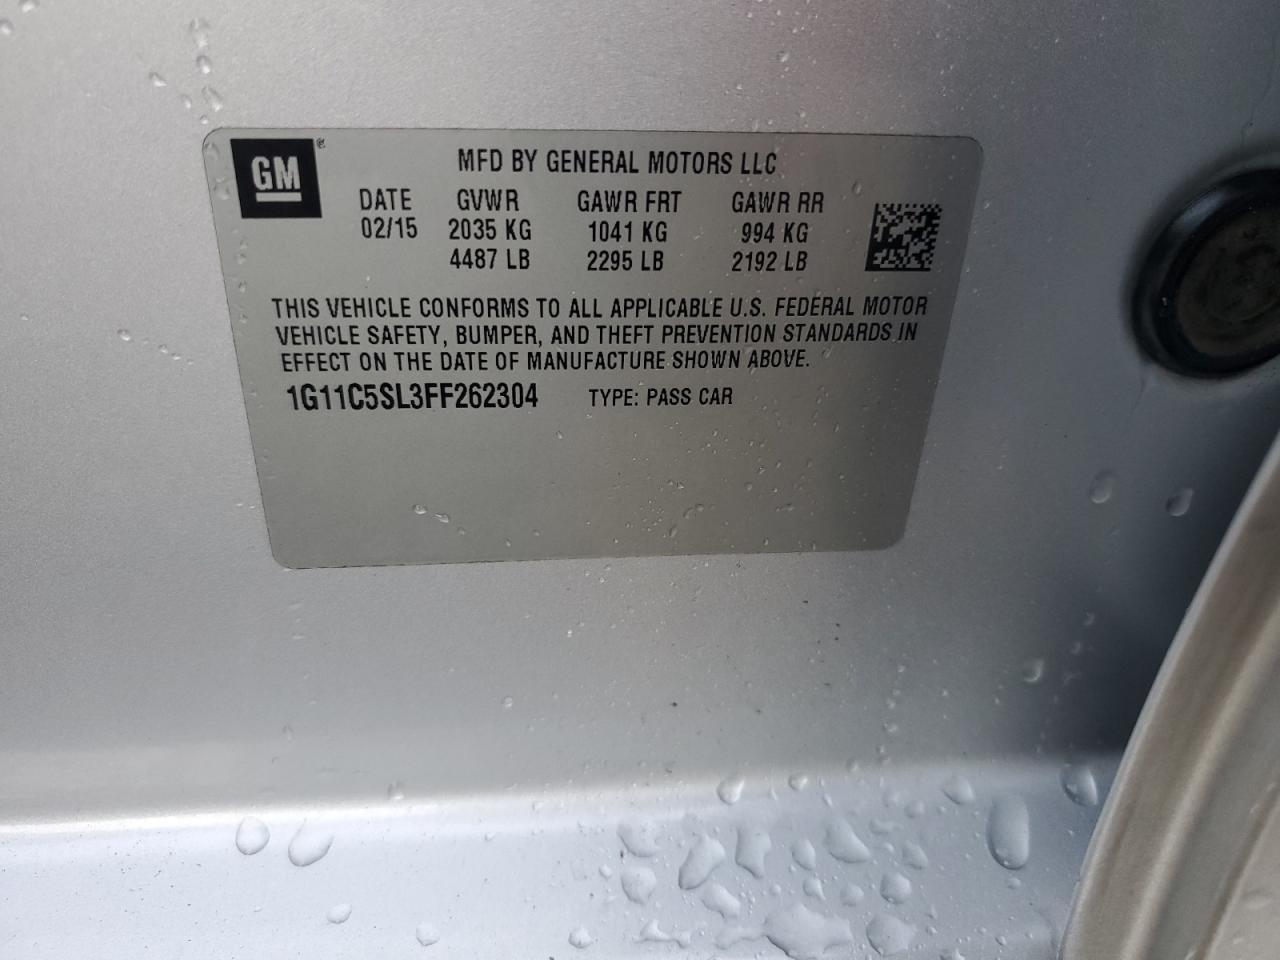 GM®
MFD BY GENERAL MOTORS LLC
DATE GVWR GAWR FRT GAWR RR
02/15 2035 KG 1041 KG 994 KG
4487 LB 2295 LB 2192 LB
THIS VEHICLE CONFORMS TO ALL APPLICABLE U.S. FEDERAL MOTOR
VEHICLE SAFETY, BUMPER, AND THEFT PREVENTION STANDARDS IN
EFFECT ON THE DATE OF MANUFACTURE SHOWN ABOVE.
1G11C5SL3FF262304 TYPE: PASS CAR